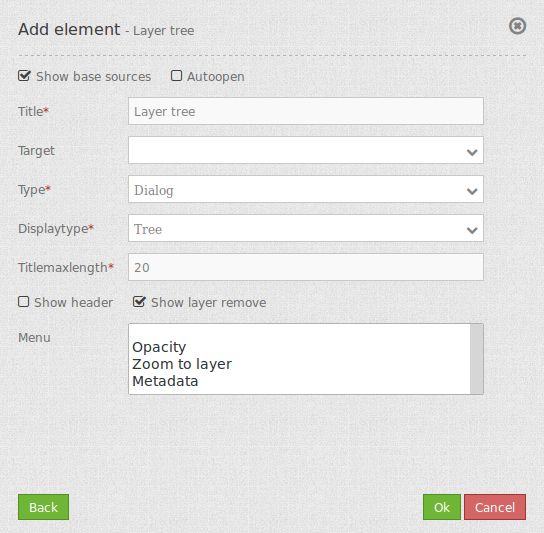 Add element - Layer tree
Show base sources Autoopen
Title* Layer tree
Target
Type* Dialog
Displaytype* Tree
Titlemaxlength* 20
Show header Show layer remove
Menu
Opacity
Zoom to layer
Metadata
Back Ok Cancel